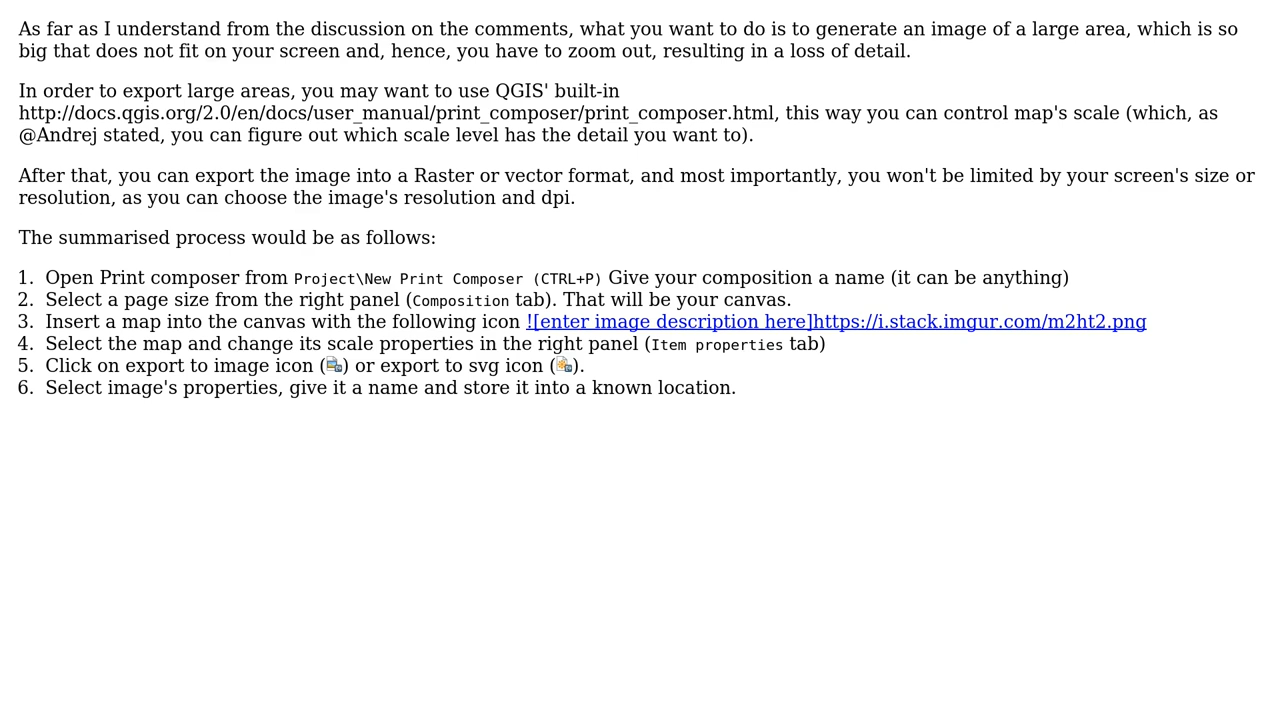 As far as I understand from the discussion on the comments, what you want to do is to generate an image of a large area, which is so
big that does not fit on your screen and, hence, you have to zoom out, resulting in a loss of detail.
In order to export large areas, you may want to use QGIS' built-in
http://docs.qgis.org/2.0/en/docs/user_manual/print_composer/print_composer.html, this way you can control map's scale (which, as
@Andrej stated, you can figure out which scale level has the detail you want to).
After that, you can export the image into a Raster or vector format, and most importantly, you won't be limited by your screen's size or
resolution, as you can choose the image's resolution and dpi.
The summarised process would be as follows:
1. Open Print composer from Project\New Print Composer (CTRL+P) Give your composition a name (it can be anything)
2. Select a page size from the right panel (Composition tab). That will be your canvas.
3. Insert a map into the canvas with the following icon ![enter image description here]https://i.stack.imgur.com/m2ht2.png
4. Select the map and change its scale properties in the right panel (Item properties tab)
5. Click on export to image icon () or export to svg icon ().
6. Select image's properties, give it a name and store it into a known location.